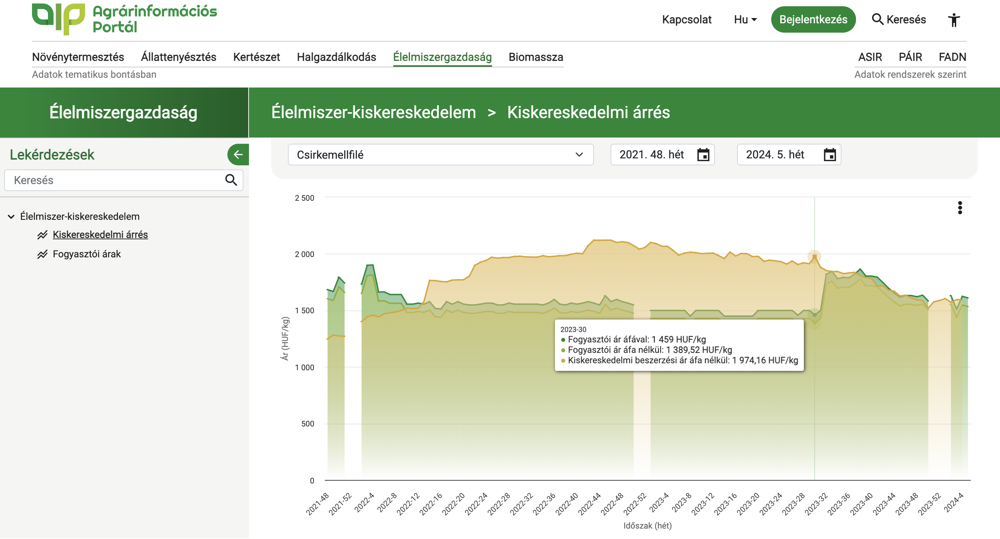 Agrárinformációs
Portál
Kapcsolat Hu Bejelentkezés Keresés
Növénytermesztés Állattenyésztés Kertészet Halgazdálkodás Élelmiszergazdaság Biomassza
ASIR PÁIR FADN
Adatok tematikus bontásban
Adatok rendszerek szerint
Élelmiszergazdaság
Élelmiszer-kiskereskedelem > Kiskereskedelmi árrés
Lekérdezések
Keresés
Élelmiszer-kiskereskedelem
Kiskereskedelmi árrés
Fogyasztói árak
Csirkemellfilé 2021. 48. hét 2024. 5. hét
2 500
2 000
1 500
1 000
500
0
Ár (HUF/kg)
2023-30
Fogyasztói ár áfával: 1 459 HUF/kg
Fogyasztói ár áfa nélkül: 1 389,52 HUF/kg
Kiskereskedelmi beszerzési ár áfa nélkül: 1 974,16 HUF/kg
2021-48 2021-52 2022-4 2022-8 2022-12 2022-16 2022-20 2022-24 2022-28 2022-32 2022-36 2022-40 2022-44 2022-48 2022-52 2023-4 2023-8 2023-12 2023-16 2023-20 2023-24 2023-28 2023-32 2023-36 2023-40 2023-44 2023-48 2023-52 2024-4
Időszak (hét)